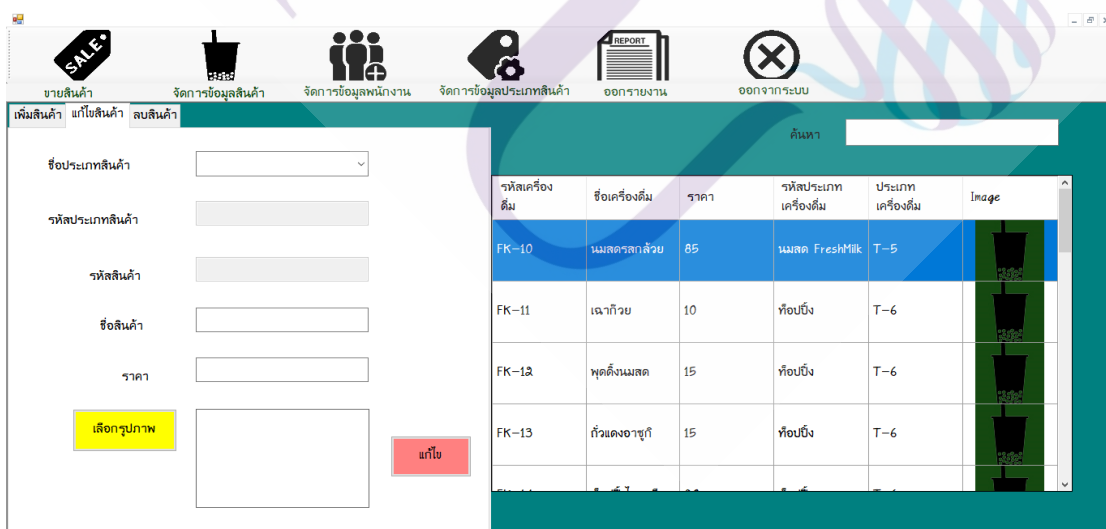 SALE
REPORT
ขายสินค้า จัดการข้อมูลสินค้า จัดการข้อมูลพนักงาน จัดการข้อมูลประเภทสินค้า ออกรายงาน ออกจากระบบ
เพิ่มสินค้า แก้ไขสินค้า ลบสินค้า
ค้นหา
ชื่อประเภทสินค้า
รหัสประเภทสินค้า
รหัสสินค้า
ชื่อสินค้า
ราคา
เลือกรูปภาพ
แก้ไข
รหัสเครื่อง
ดื่ม ชื่อเครื่องดื่ม ราคา รหัสประเภท
เครื่องดื่ม ประเภท
เครื่องดื่ม Image
FK-10 นมสดรสกล้วย 85 นมสด FreshMilk T-5
FK-11 เฉาก๊วย 10 ท็อปปิ้ง T-6
FK-12 พุดดิ้งนมสด 15 ท็อปปิ้ง T-6
FK-13 ถั่วแดงอาซูกิ 15 ท็อปปิ้ง T-6